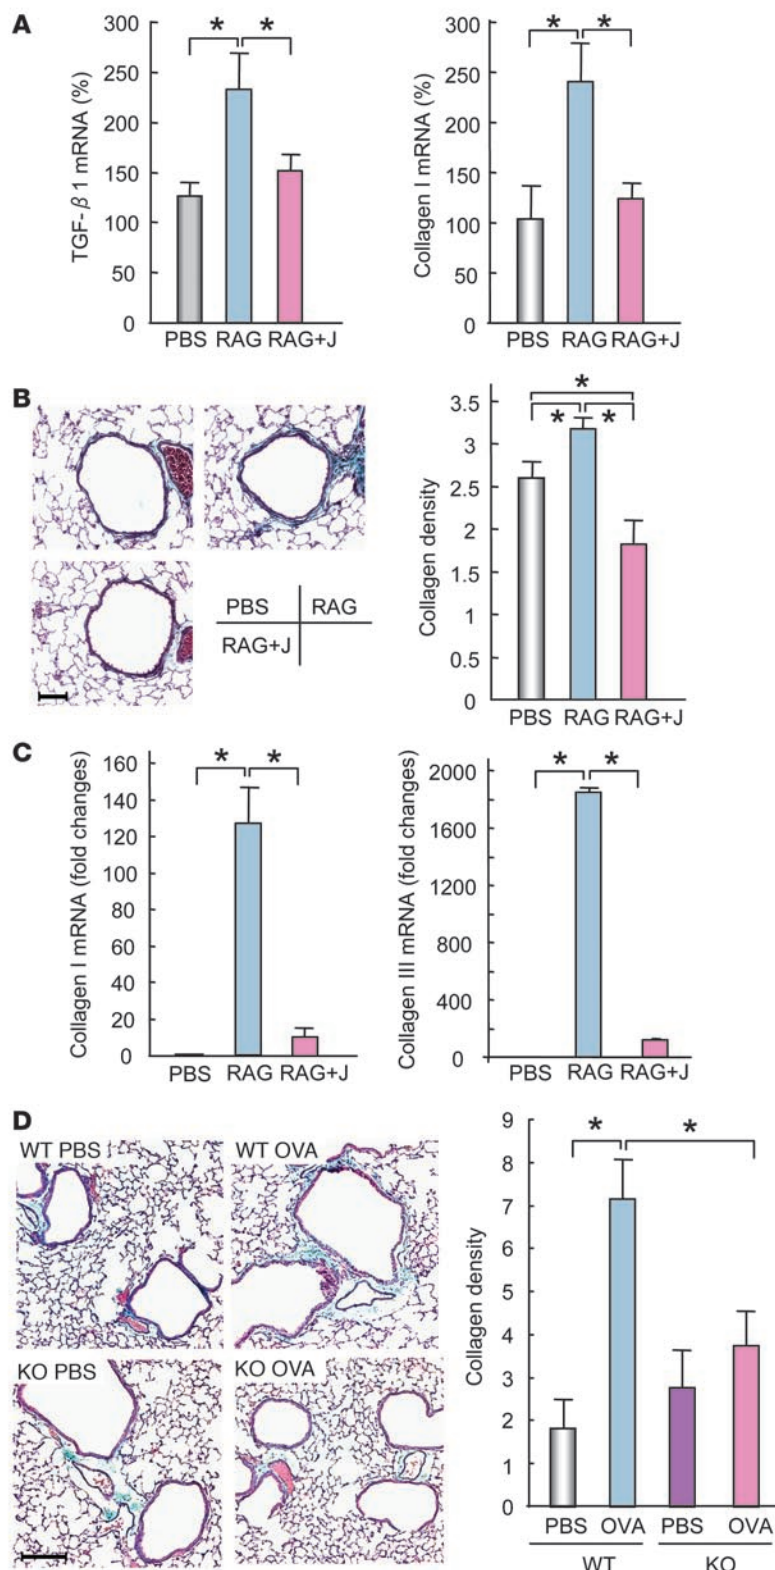 A
* *
* *
TGF-β 1 mRNA (%)
300
250
200
150
100
50
0
PBS RAG RAG+J
Collagen I mRNA (%)
300
250
200
150
100
50
0
PBS RAG RAG+J
B
PBS RAG
RAG+J
*
* *
Collagen density
3.5
3
2.5
2
1.5
1
0.5
0
PBS RAG RAG+J
C
* *
Collagen I mRNA (fold changes)
160
140
120
100
80
60
40
20
0
PBS RAG RAG+J
* *
Collagen III mRNA (fold changes)
2000
1600
1200
800
400
0
PBS RAG RAG+J
D
WT PBS WT OVA
KO PBS KO OVA
* *
Collagen density
9
8
7
6
5
4
3
2
1
0
PBS OVA PBS OVA
WT KO